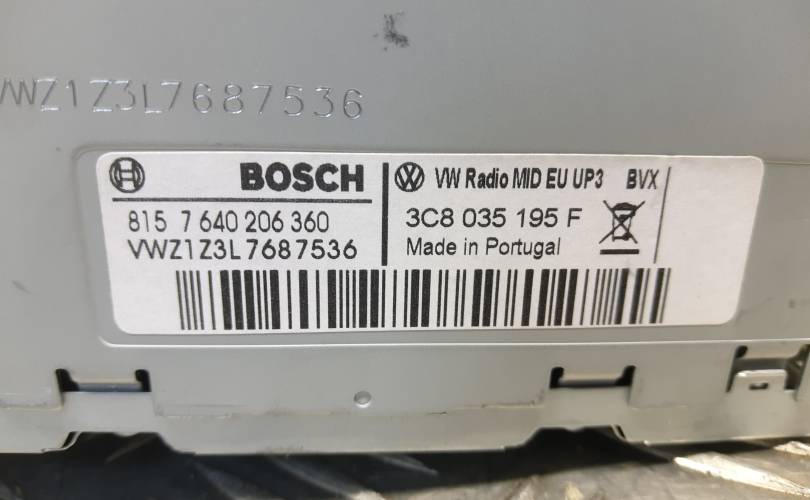 VWZ1Z3L7687536
BOSCH
VW Radio MID EU UP3 BVX
815 7 640 206 360
3C8 035 195 F
VWZ1Z3L7687536
Made in Portugal